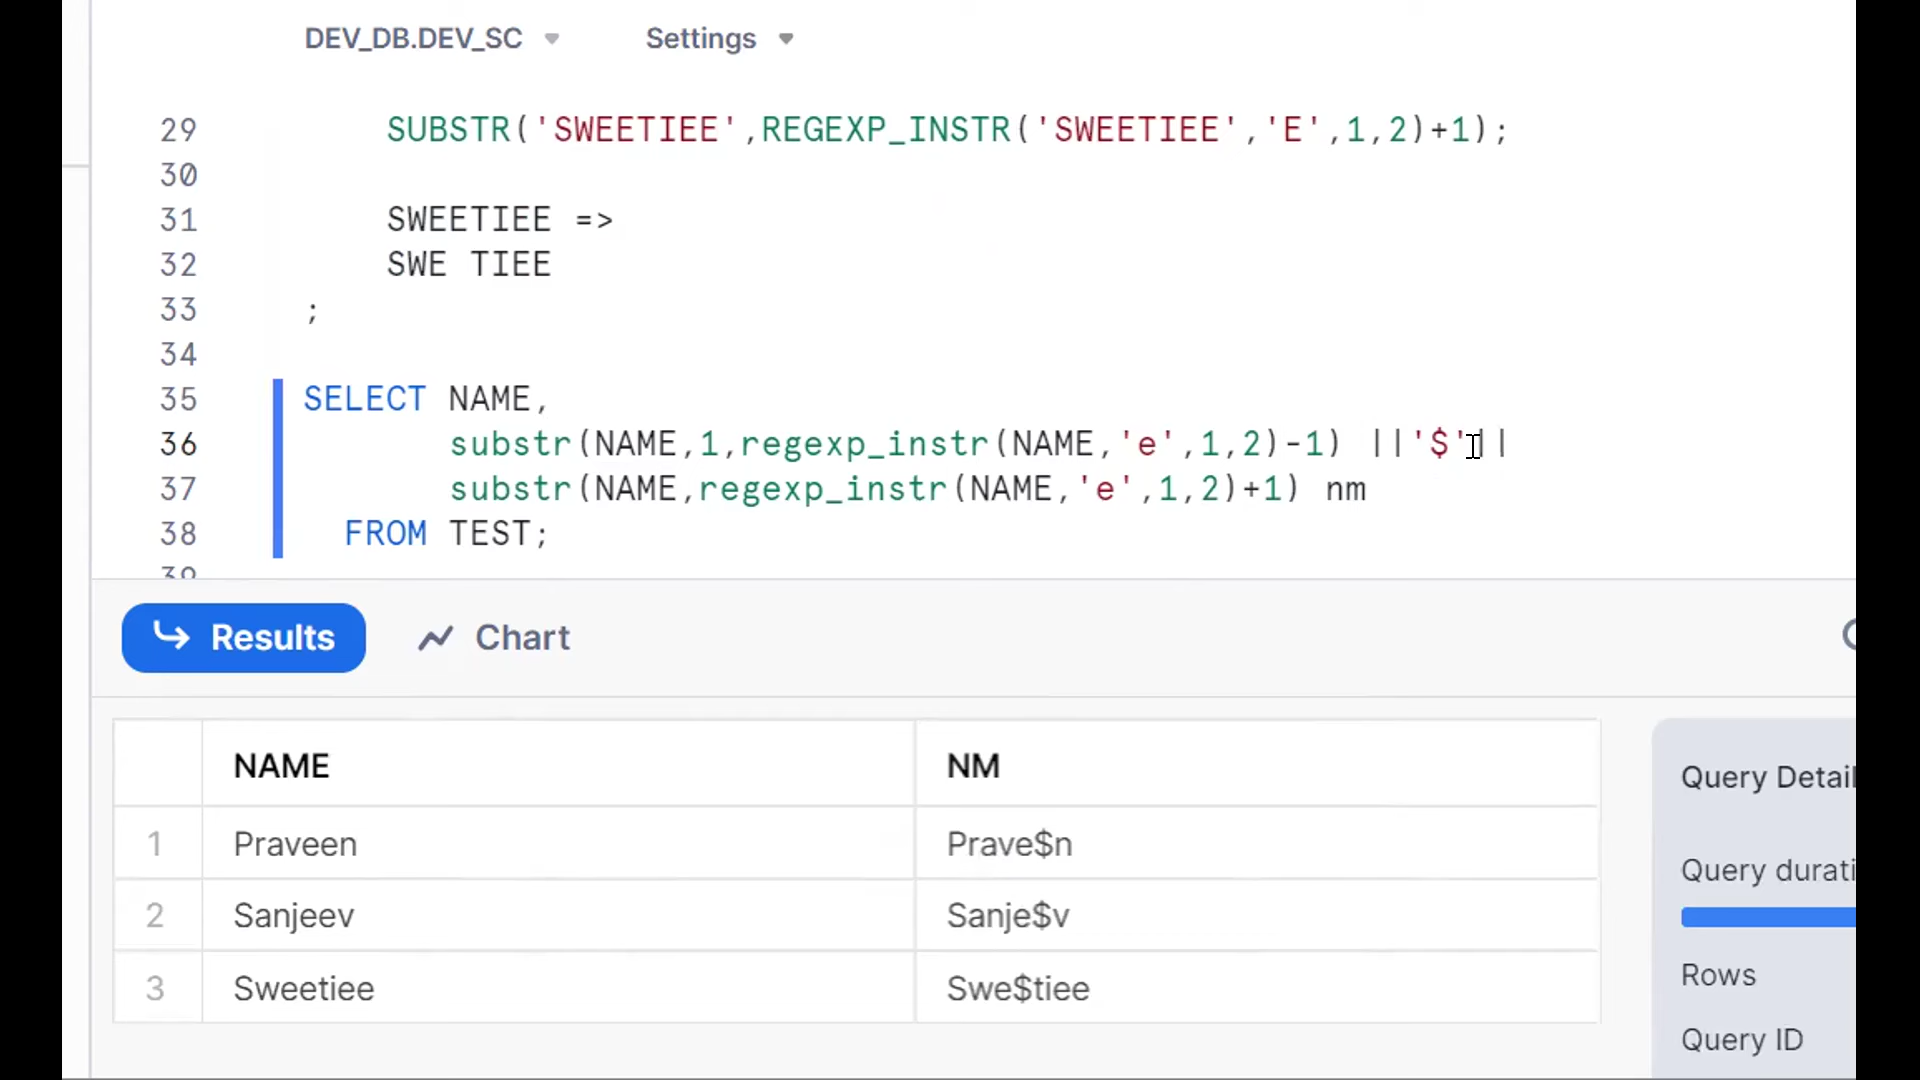 DEV_DB.DEV_SC Settings
29 SUBSTR('SWEETIEE',REGEXP_INSTR('SWEETIEE','E',1,2)+1);
30
31 SWEETIEE =>
32 SWE TIEE
33 ;
34
35 SELECT NAME,
36 substr(NAME,1,regexp_instr(NAME,'e',1,2)-1) ||'$'||
37 substr(NAME,regexp_instr(NAME,'e',1,2)+1) nm
38 FROM TEST;
39
Results Chart
NAME NM
1 Praveen Prave$n
2 Sanjeev Sanje$v
3 Sweetiee Swe$tiee
Query Detail
Query durati
Rows
Query ID